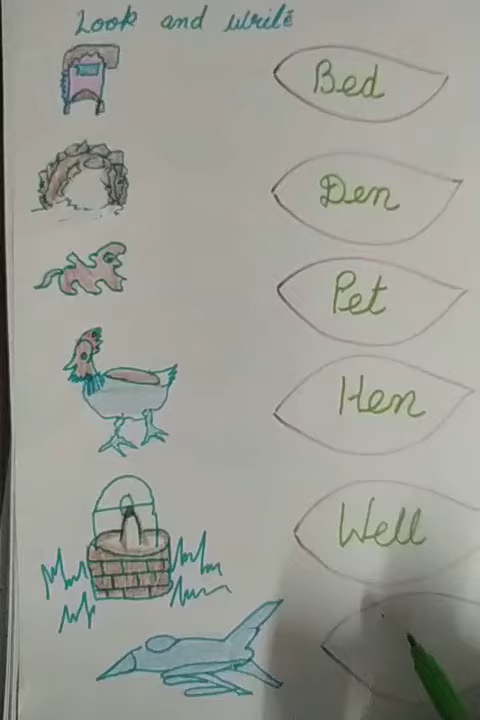 Look and write
Bed
Den
Pet
Hen
Well